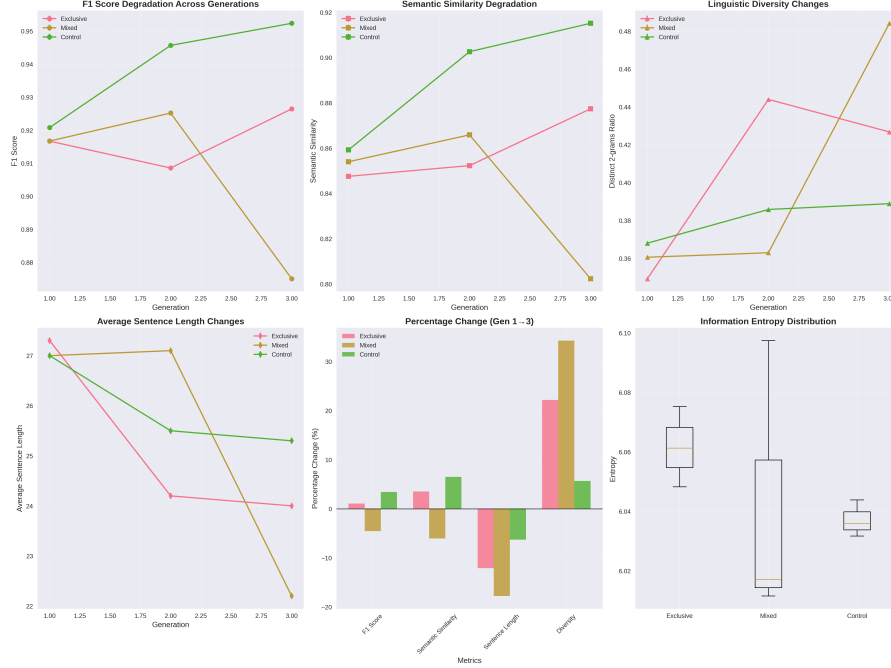 F1 Score Degradation Across Generations
Exclusive
Mixed
Control
0.95
0.94
0.93
0.92
0.91
0.90
0.89
0.88
F1 Score
1.00 1.25 1.50 1.75 2.00 2.25 2.50 2.75 3.00
Generation
Semantic Similarity Degradation
Exclusive
Mixed
Control
0.92
0.90
0.88
0.86
0.84
0.82
0.80
Semantic Similarity
1.00 1.25 1.50 1.75 2.00 2.25 2.50 2.75 3.00
Generation
Linguistic Diversity Changes
Exclusive
Mixed
Control
0.48
0.46
0.44
0.42
0.40
0.38
0.36
Distinct 2-grams Ratio
1.00 1.25 1.50 1.75 2.00 2.25 2.50 2.75 3.00
Generation
Average Sentence Length Changes
Exclusive
Mixed
Control
27
26
25
24
23
22
Average Sentence Length
1.00 1.25 1.50 1.75 2.00 2.25 2.50 2.75 3.00
Generation
Percentage Change (Gen 1→3)
Exclusive
Mixed
Control
30
20
10
0
−10
−20
Percentage Change (%)
F1 Score
Semantic Similarity
Sentence Length
Diversity
Metrics
Information Entropy Distribution
6.10
6.08
6.06
6.04
6.02
Entropy
Exclusive Mixed Control